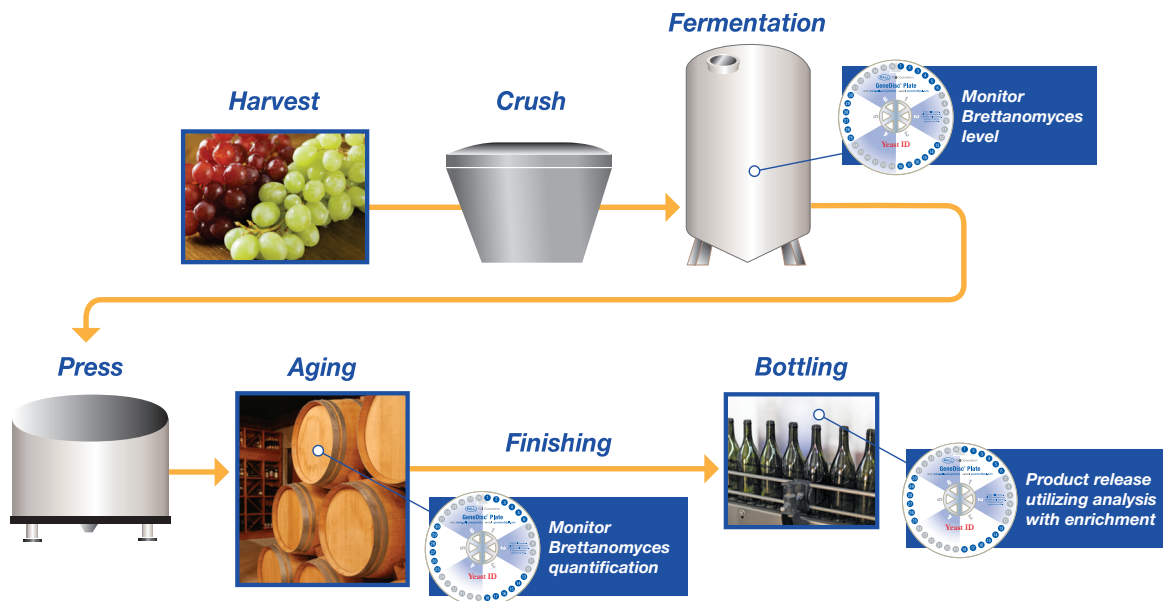 Fermentation
Harvest
Crush
GeneDisc® Plate
Yeast ID
Monitor
Brettanomyces
level
Press
Aging
Finishing
Bottling
GeneDisc® Plate
Yeast ID
Monitor
Brettanomyces
quantification
GeneDisc® Plate
Yeast ID
Product release
utilizing analysis
with enrichment